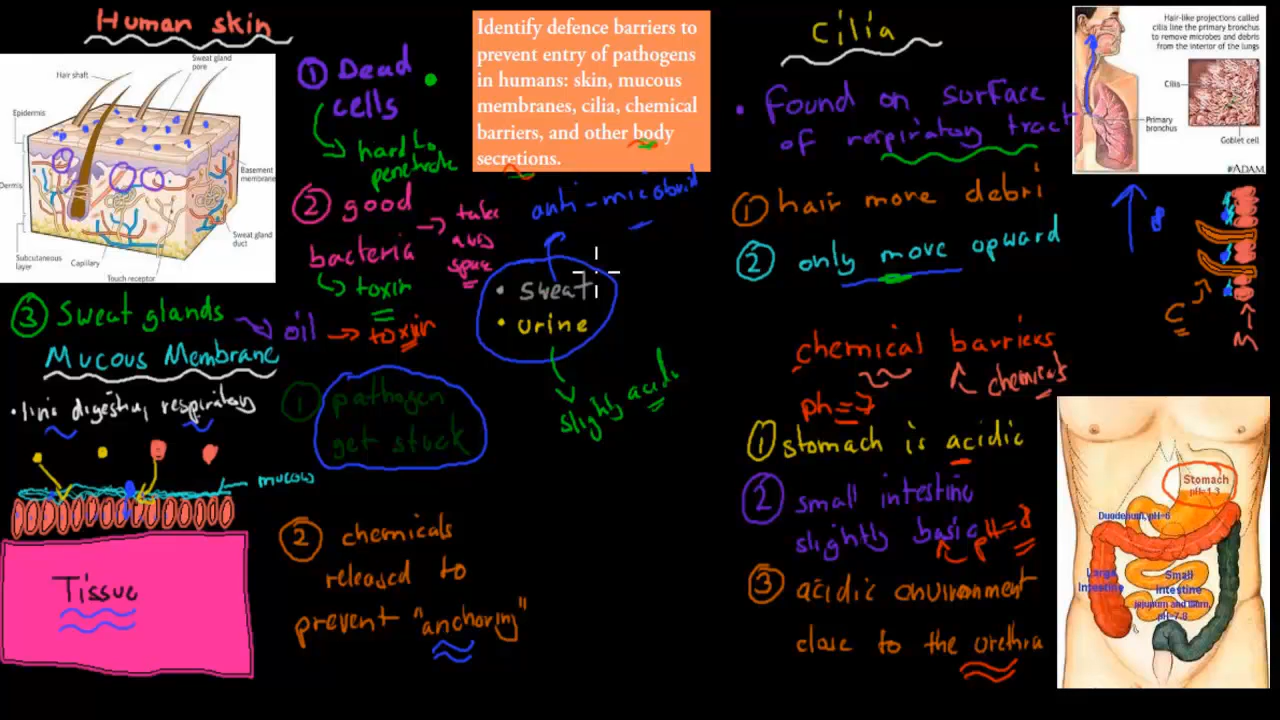 Human skin
Hair shaft
Sweat gland
pore
Epidermis
Dermis
Basement
membrane
Sweat gland
duct
Subcutaneous
layer
Capillary
Touch receptor
① Dead
cells
hard to
penetrate
② good
bacteria
take
space
toxin
③ Sweat glands
oil → toxin
Identify defence barriers to
prevent entry of pathogens
in humans: skin, mucous
membranes, cilia, chemical
barriers, and other body
secretions.
• sweat
• urine
slightly acidic
Mucous Membrane
digestive, respiratory
mucous
Tissue
① pathogen
get stuck
② chemicals
released to
prevent "anchoring"
Cilia
• Found on surface
of respiratory tract
① hair move debri
② only move upward
Hair-like projections called
cilia line the primary bronchus
to remove microbes and debris
from the interior of the lungs
Cilia
Primary
bronchus
Goblet cell
ADAM
8
C
M
chemical barriers
chemicals
ph = 7
① stomach is acidic
② small intestine
slightly basic pH = 8
③ acidic environment
close to the urethra
Stomach
pH=1-3
Duodenum, pH=6
Large
Intestine
Small
Intestine